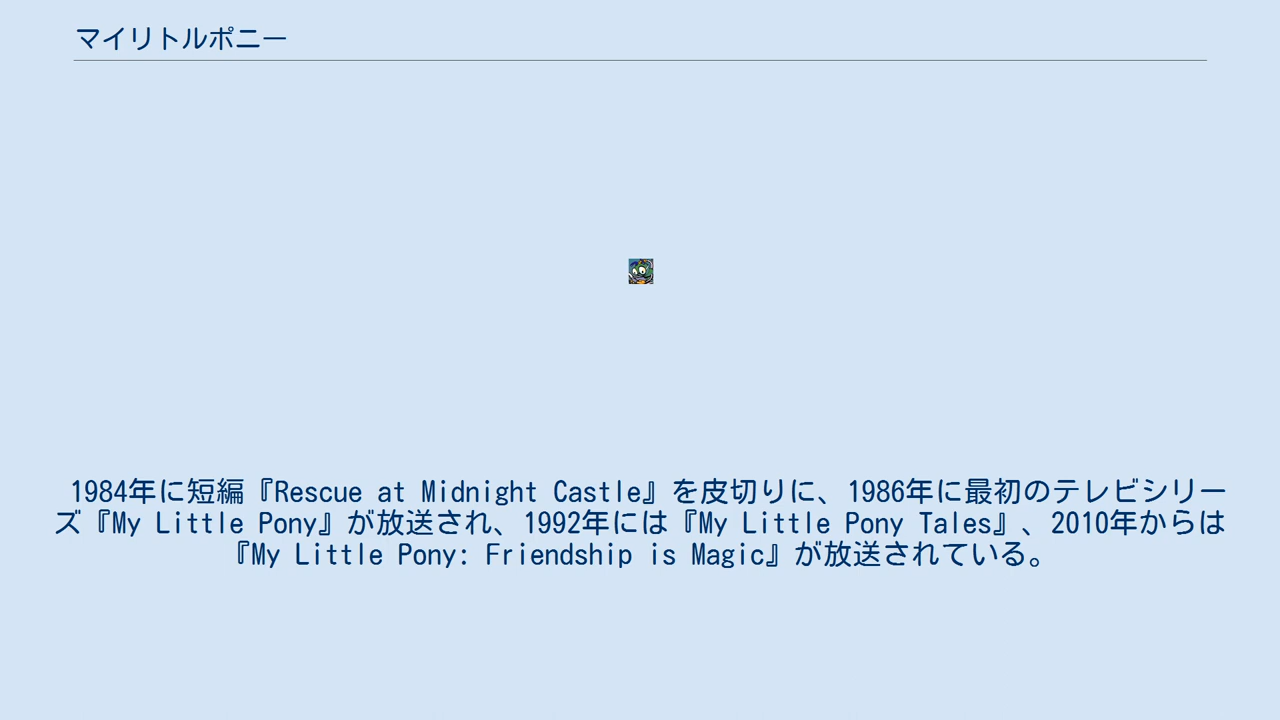 マイリトルポニー
1984年に短編『Rescue at Midnight Castle』を皮切りに、1986年に最初のテレビシリー
ズ『My Little Pony』が放送され、1992年には『My Little Pony Tales』、2010年からは
『My Little Pony: Friendship is Magic』が放送されている。